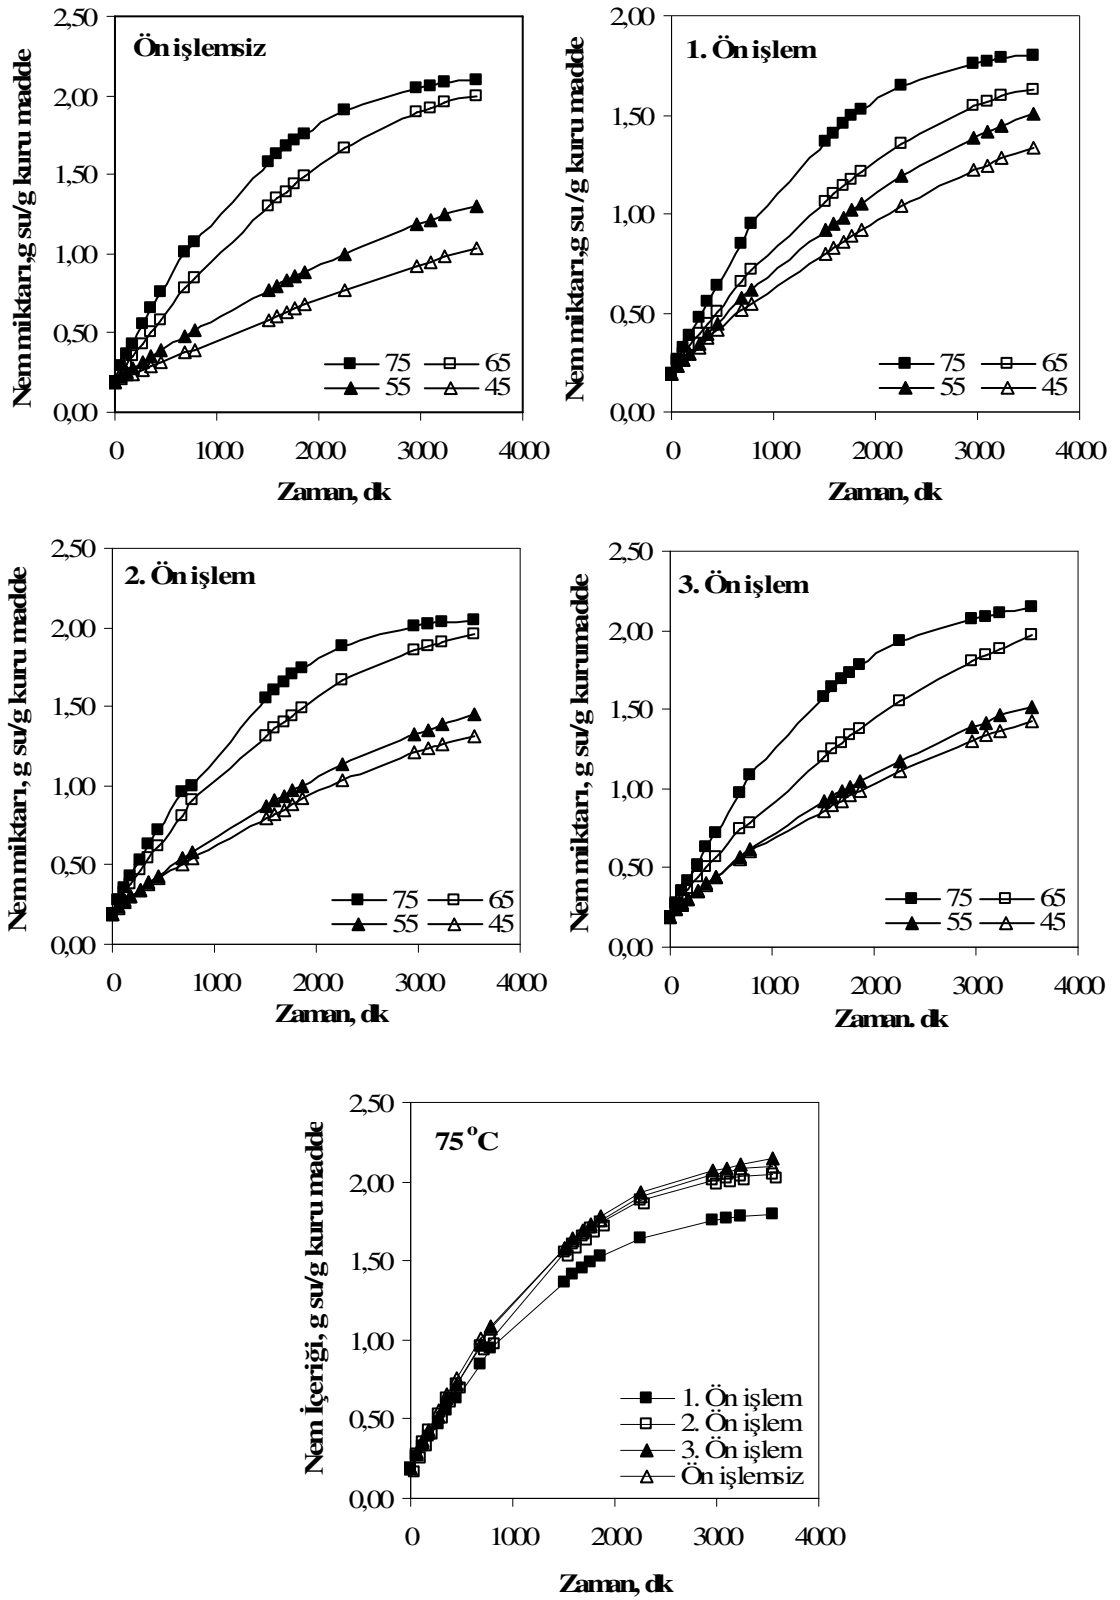 Ön işlemsiz
Nem miktarı, g su/g kuru madde
2,50
2,00
1,50
1,00
0,50
0,00
75 65
55 45
0 1000 2000 3000 4000
Zaman, dk
1. Ön işlem
Nem miktarı, g su/g kuru madde
2,00
1,50
1,00
0,50
0,00
75 65
55 45
0 1000 2000 3000 4000
Zaman, dk
2. Ön işlem
Nem miktarı, g su/g kuru madde
2,50
2,00
1,50
1,00
0,50
0,00
75 65
55 45
0 1000 2000 3000 4000
Zaman, dk
3. Ön işlem
Nem miktarı, g su/g kuru madde
2,50
2,00
1,50
1,00
0,50
0,00
75 65
55 45
0 1000 2000 3000 4000
Zaman. dk
75 °C
Nem İçeriği, g su/g kuru madde
2,50
2,00
1,50
1,00
0,50
0,00
1. Ön işlem
2. Ön işlem
3. Ön işlem
Ön işlemsiz
0 1000 2000 3000 4000
Zaman, dk